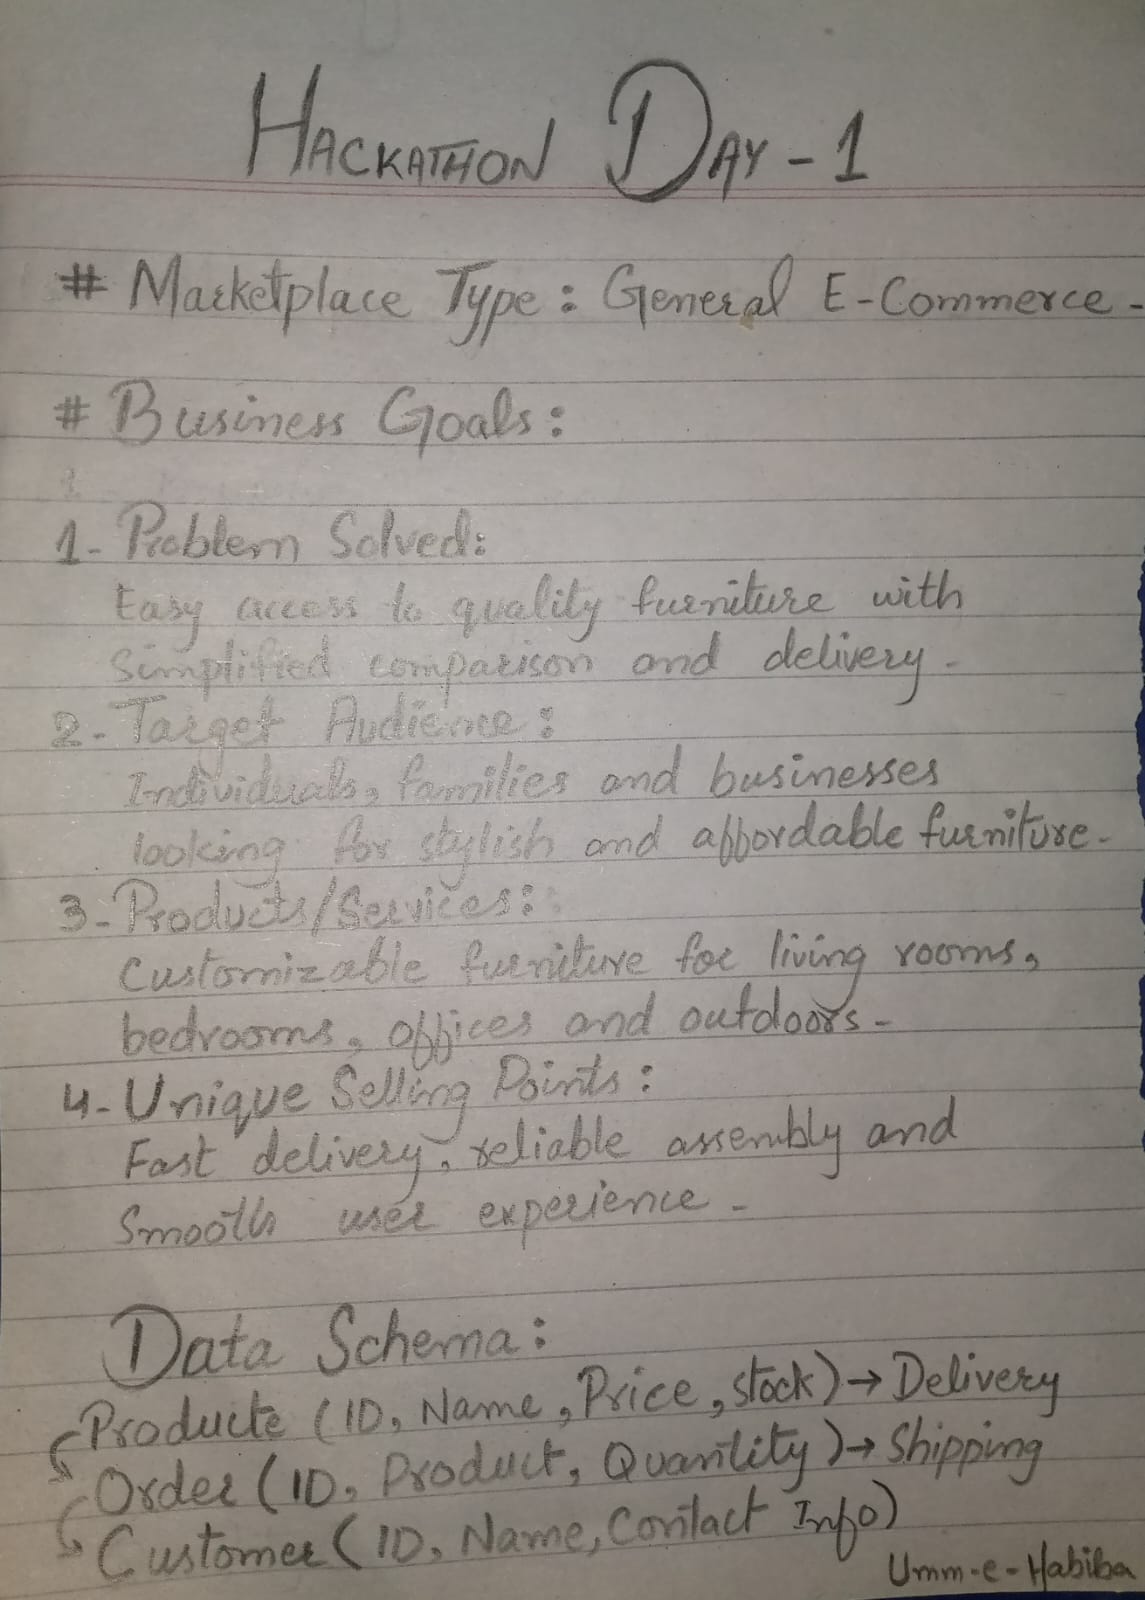 HACKATHON DAY - 1
# Marketplace Type : General E-Commerce -
# Business Goals :
1- Problem Solved:
Easy access to quality furniture with
Simplified comparison and delivery -
2- Target Audience :
Individuals, families and businesses
looking for stylish and affordable furniture -
3- Products/Services :
Customizable furniture for living rooms,
bedrooms, offices and outdoors -
4- Unique Selling Points :
Fast delivery, reliable assembly and
Smooth user experience -
Data Schema :
Producte (ID, Name, Price, stock) → Delivery
Order (ID, Product, Quantity) → Shipping
Customer (ID, Name, Contact Info)
Umm-e-Habiba